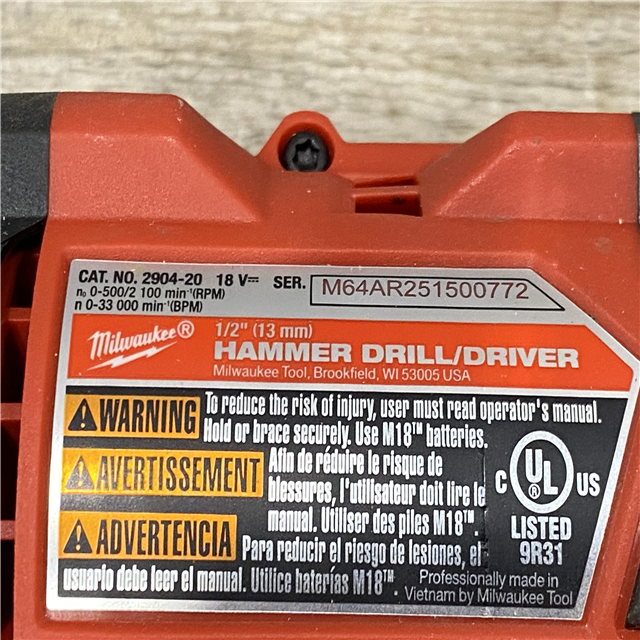 CAT. NO. 2904-20 18 V⎓ SER. M64AR251500772
n₀ 0-500/2 100 min⁻¹(RPM)
n 0-33 000 min⁻¹(BPM)
Milwaukee® 1/2" (13 mm)
HAMMER DRILL/DRIVER
Milwaukee Tool, Brookfield, WI 53005 USA
WARNING To reduce the risk of injury, user must read operator's manual.
Hold or brace securely. Use M18™ batteries.
AVERTISSEMENT Afin de réduire le risque de
blessures, l'utilisateur doit lire le
manual. Utiliser des piles M18™.
ADVERTENCIA Para reducir el riesgo de lesiones, el
usuario debe leer el manual. Utilice baterías M18™.
C UL® US
LISTED
9R31
Professionally made in
Vietnam by Milwaukee Tool